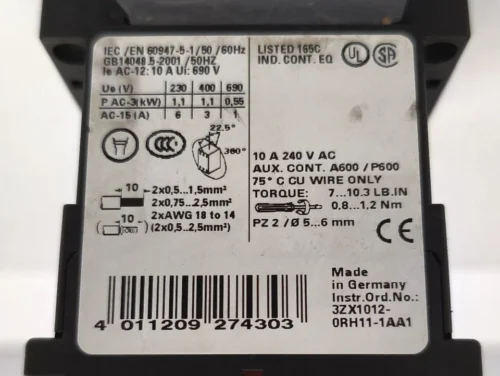 IEC /EN 60947-5-1/50 /60Hz
GB14048.5-2001 /50HZ
Ie AC-12: 10 A Ui: 690 V
LISTED 165C
IND. CONT. EQ
UL
SA
Ue (V) 230 400 690
P AC-3(kW) 1,1 1,1 0,55
AC-15 (A) 6 3 1
22.5°
360°
CCC
10 A 240 V AC
AUX. CONT. A600 /P600
75° C CU WIRE ONLY
TORQUE: 7...10.3 LB.IN
0,8...1,2 Nm
PZ 2 / Ø 5...6 mm
CE
10 2x0,5...1,5mm²
2x0,75...2,5mm²
10 2xAWG 18 to 14
(2x0,5...2,5mm²)
4 011209 274303
Made
in Germany
Instr.Ord.No.:
3ZX1012-
0RH11-1AA1